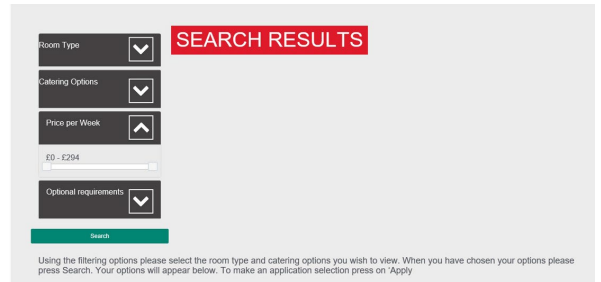 SEARCH RESULTS
Room Type
Catering Options
Price per Week
£0 - £294
Optional requirements
Search
Using the filtering options please select the room type and catering options you wish to view. When you have chosen your options please
press Search. Your options will appear below. To make an application selection press on 'Apply